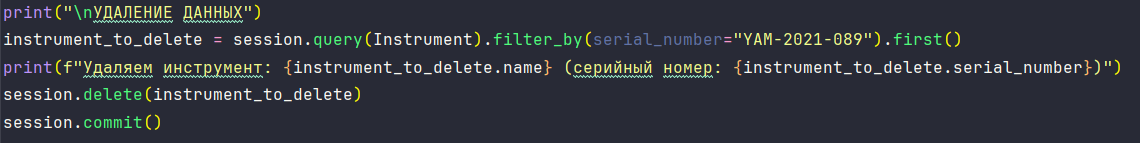 print("\nУДАЛЕНИЕ ДАННЫХ")
instrument_to_delete = session.query(Instrument).filter_by(serial_number="YAM-2021-089").first()
print(f"Удаляем инструмент: {instrument_to_delete.name} (серийный номер: {instrument_to_delete.serial_number})")
session.delete(instrument_to_delete)
session.commit()